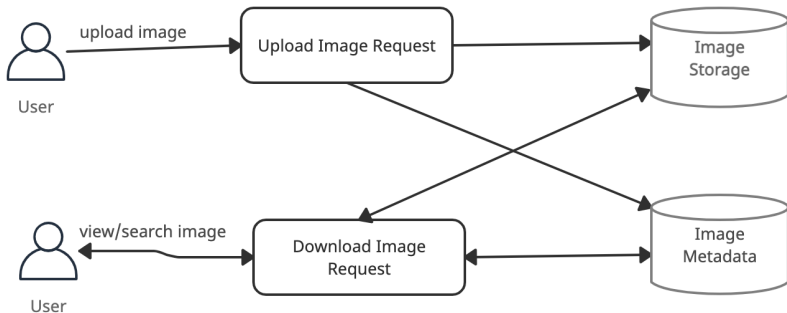 upload image
Upload Image Request
Image
Storage
User
view/search image
Download Image
Request
Image
Metadata
User